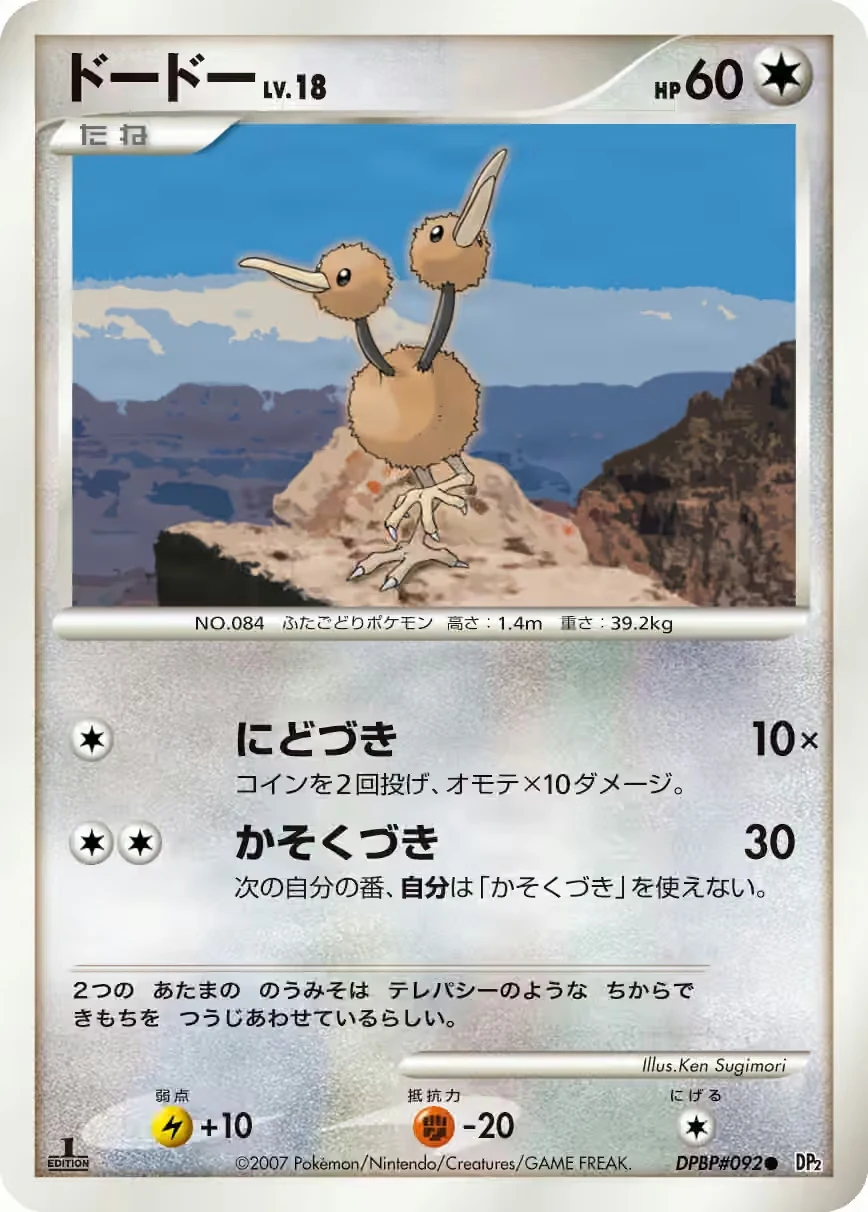 ドードー LV.18 HP60
たね
NO.084 ふたごどりポケモン 高さ:1.4m 重さ:39.2kg
にどづき 10×
コインを2回投げ、オモテ×10ダメージ。
かそくづき 30
次の自分の番、自分は「かそくづき」を使えない。
2つの あたまの のうみそは テレパシーのような ちからで
きもちを つうじあわせているらしい。
Illus.Ken Sugimori
弱点 抵抗力 にげる
+10 -20
1 EDITION ©2007 Pokémon/Nintendo/Creatures/GAME FREAK. DPBP#092● DP2